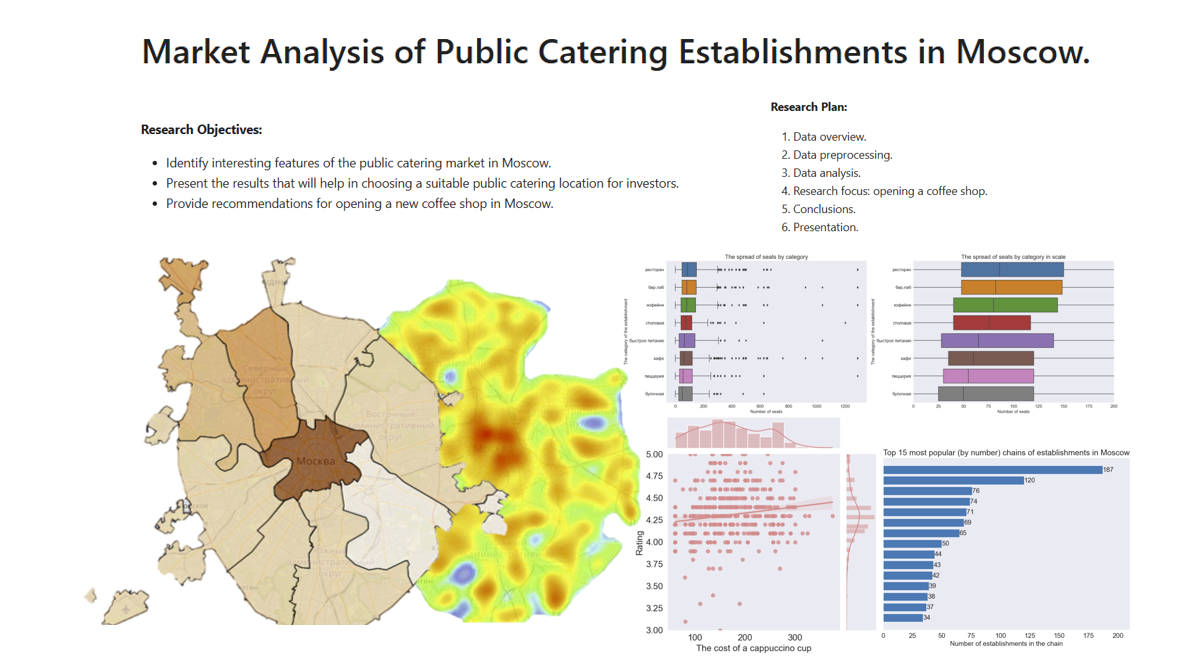 Market Analysis of Public Catering Establishments in Moscow.
Research Objectives:
• Identify interesting features of the public catering market in Moscow.
• Present the results that will help in choosing a suitable public catering location for investors.
• Provide recommendations for opening a new coffee shop in Moscow.
Research Plan:
1. Data overview.
2. Data preprocessing.
3. Data analysis.
4. Research focus: opening a coffee shop.
5. Conclusions.
6. Presentation.
Москва
The spread of seats by category
The category of the establishment
ресторан
бар,паб
кофейня
столовая
быстрое питание
кафе
пиццерия
булочная
0 200 400 600 800 1000 1200
Number of seats
The spread of seats by category in scale
The category of the establishment
ресторан
бар,паб
кофейня
столовая
быстрое питание
кафе
пиццерия
булочная
0 25 50 75 100 125 150 175 200
Number of seats
Rating
5.00
4.75
4.50
4.25
4.00
3.75
3.50
3.25
3.00
100 200 300
The cost of a cappuccino cup
Top 15 most popular (by number) chains of establishments in Moscow
187
120
76
74
71
69
65
50
44
43
42
39
38
37
34
0 25 50 75 100 125 150 175 200
Number of establishments in the chain